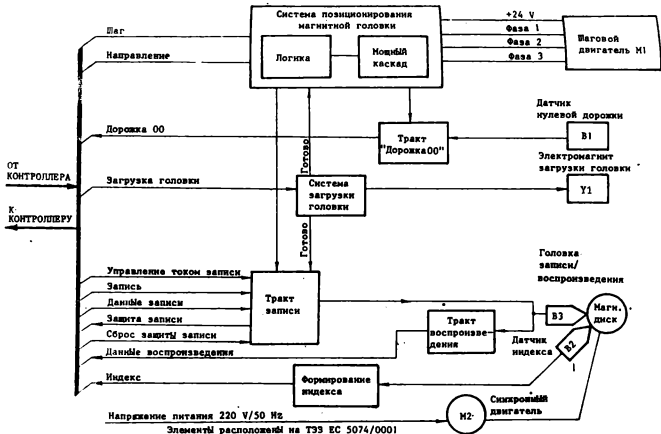 Система позиционирования
магнитной головки
Логика
Мощный
каскад
+24 V
Фаза 1
Фаза 2
Фаза 3
Шаговой
двигатель М1
Шаг
Направление
Дорожка 00
Готово
Тракт
"Дорожка00"
Датчик
нулевой дорожки
B1
ОТ
КОНТРОЛЛЕРА
К
КОНТРОЛЛЕРУ
Загрузка головки
Система
загрузки
головки
Электромагнит
загрузки головки
Y1
Готово
Управление током записи
Запись
Данные записи
Защита записи
Сброс защиты записи
Данные воспроизведения
Индекс
Тракт
записи
Тракт
воспроизве-
дения
Головка
записи/
воспроизведения
B3
Магн.
диск
Датчик
индекса
B2
1
Формирование
индекса
Синхронный
двигатель
М2
Напряжение питания 220 V/50 Hz
Элементы расположены на ТЭЗ ЕС 5074/0001